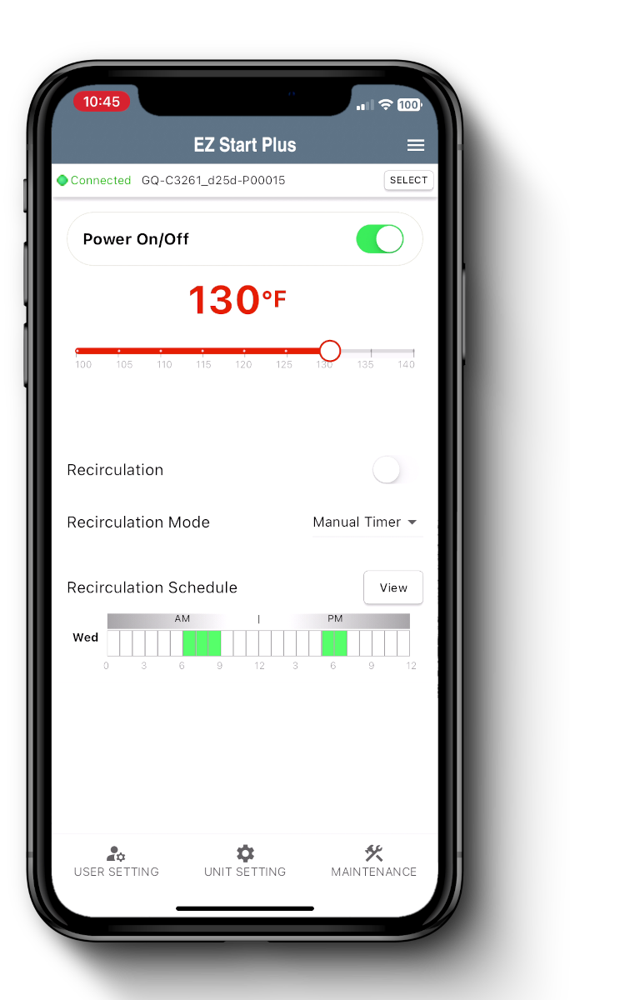 10:45 100
EZ Start Plus
Connected GQ-C3261_d25d-P00015 SELECT
Power On/Off
130°F
100 105 110 115 120 125 130 135 140
Recirculation
Recirculation Mode Manual Timer
Recirculation Schedule View
AM | PM
Wed
0 3 6 9 12 3 6 9 12
USER SETTING UNIT SETTING MAINTENANCE